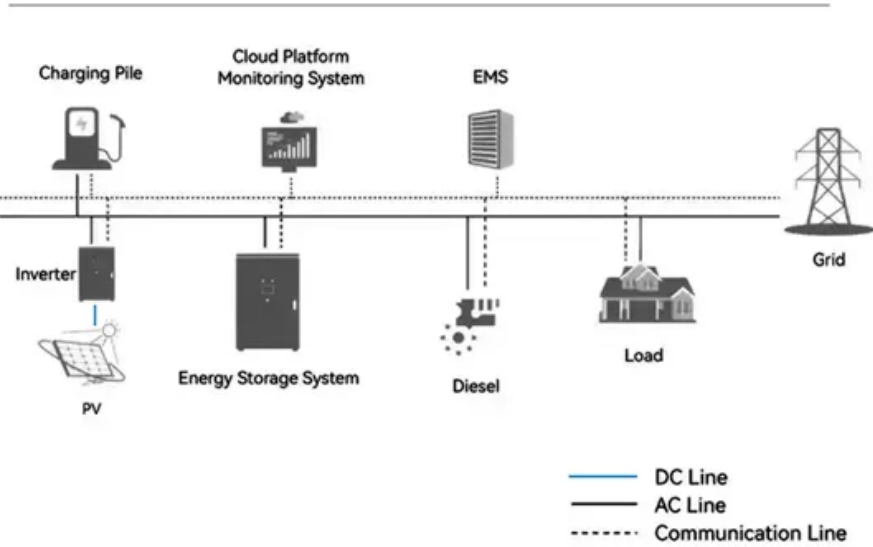 Charging Pile
Cloud Platform
Monitoring System
EMS
Inverter
Grid
PV
Energy Storage System
Diesel
Load
DC Line
AC Line
Communication Line